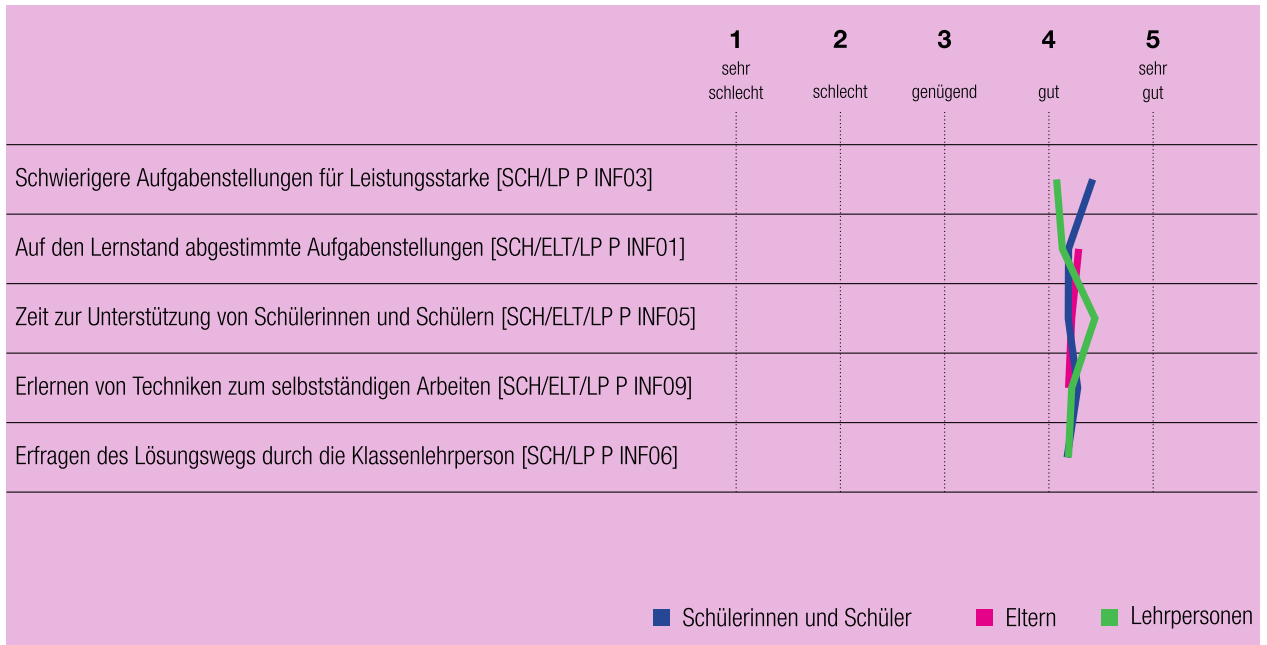 1 2 3 4 5
sehr schlecht schlecht genügend gut sehr gut
Schwierigere Aufgabenstellungen für Leistungsstarke [SCH/LP P INF03]
Auf den Lernstand abgestimmte Aufgabenstellungen [SCH/ELT/LP P INF01]
Zeit zur Unterstützung von Schülerinnen und Schülern [SCH/ELT/LP P INF05]
Erlernen von Techniken zum selbstständigen Arbeiten [SCH/ELT/LP P INF09]
Erfragen des Lösungswegs durch die Klassenlehrperson [SCH/LP P INF06]
Schülerinnen und Schüler Eltern Lehrpersonen